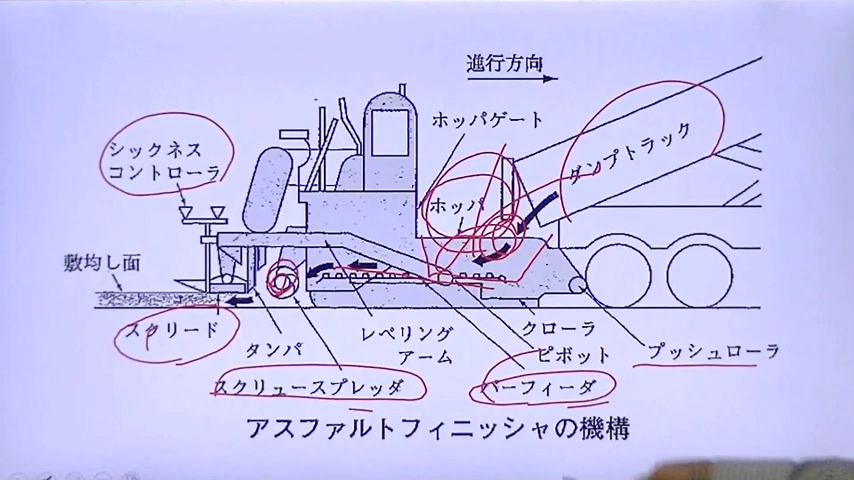 進行方向
ホッパゲート
ダンプトラック
シックネス
コントローラ
ホッパ
敷均し面
スクリード
タンパ
レベリング
アーム
クローラ
ピボット
プッシュローラ
スクリュースプレッダ
バーフィーダ
アスファルトフィニッシャの機構